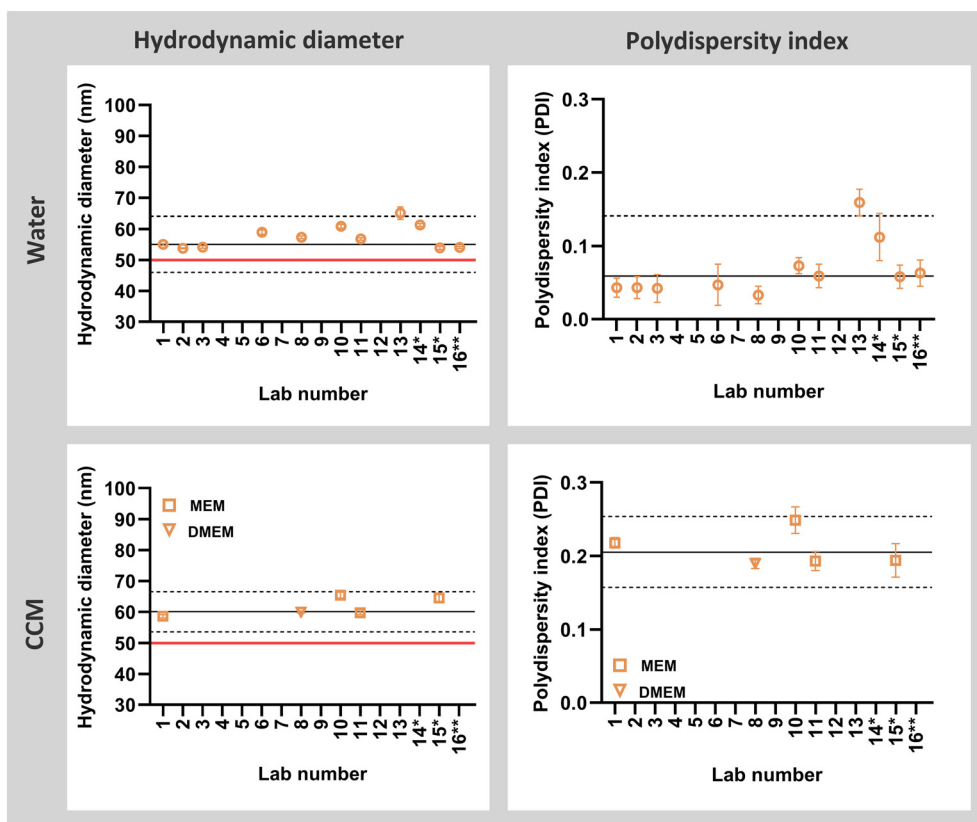 Hydrodynamic diameter
Polydispersity index
Water
Hydrodynamic diameter (nm)
100
90
80
70
60
50
40
30
1 2 3 4 5 6 7 8 9 10 11 12 13 14* 15* 16**
Lab number
Polydispersity index (PDI)
0.3
0.2
0.1
0.0
1 2 3 4 5 6 7 8 9 10 11 12 13 14* 15* 16**
Lab number
CCM
Hydrodynamic diameter (nm)
100
90
80
70
60
50
40
30
MEM
DMEM
1 2 3 4 5 6 7 8 9 10 11 12 13 14* 15* 16**
Lab number
Polydispersity index (PDI)
0.3
0.2
0.1
0.0
MEM
DMEM
1 2 3 4 5 6 7 8 9 10 11 12 13 14* 15* 16**
Lab number